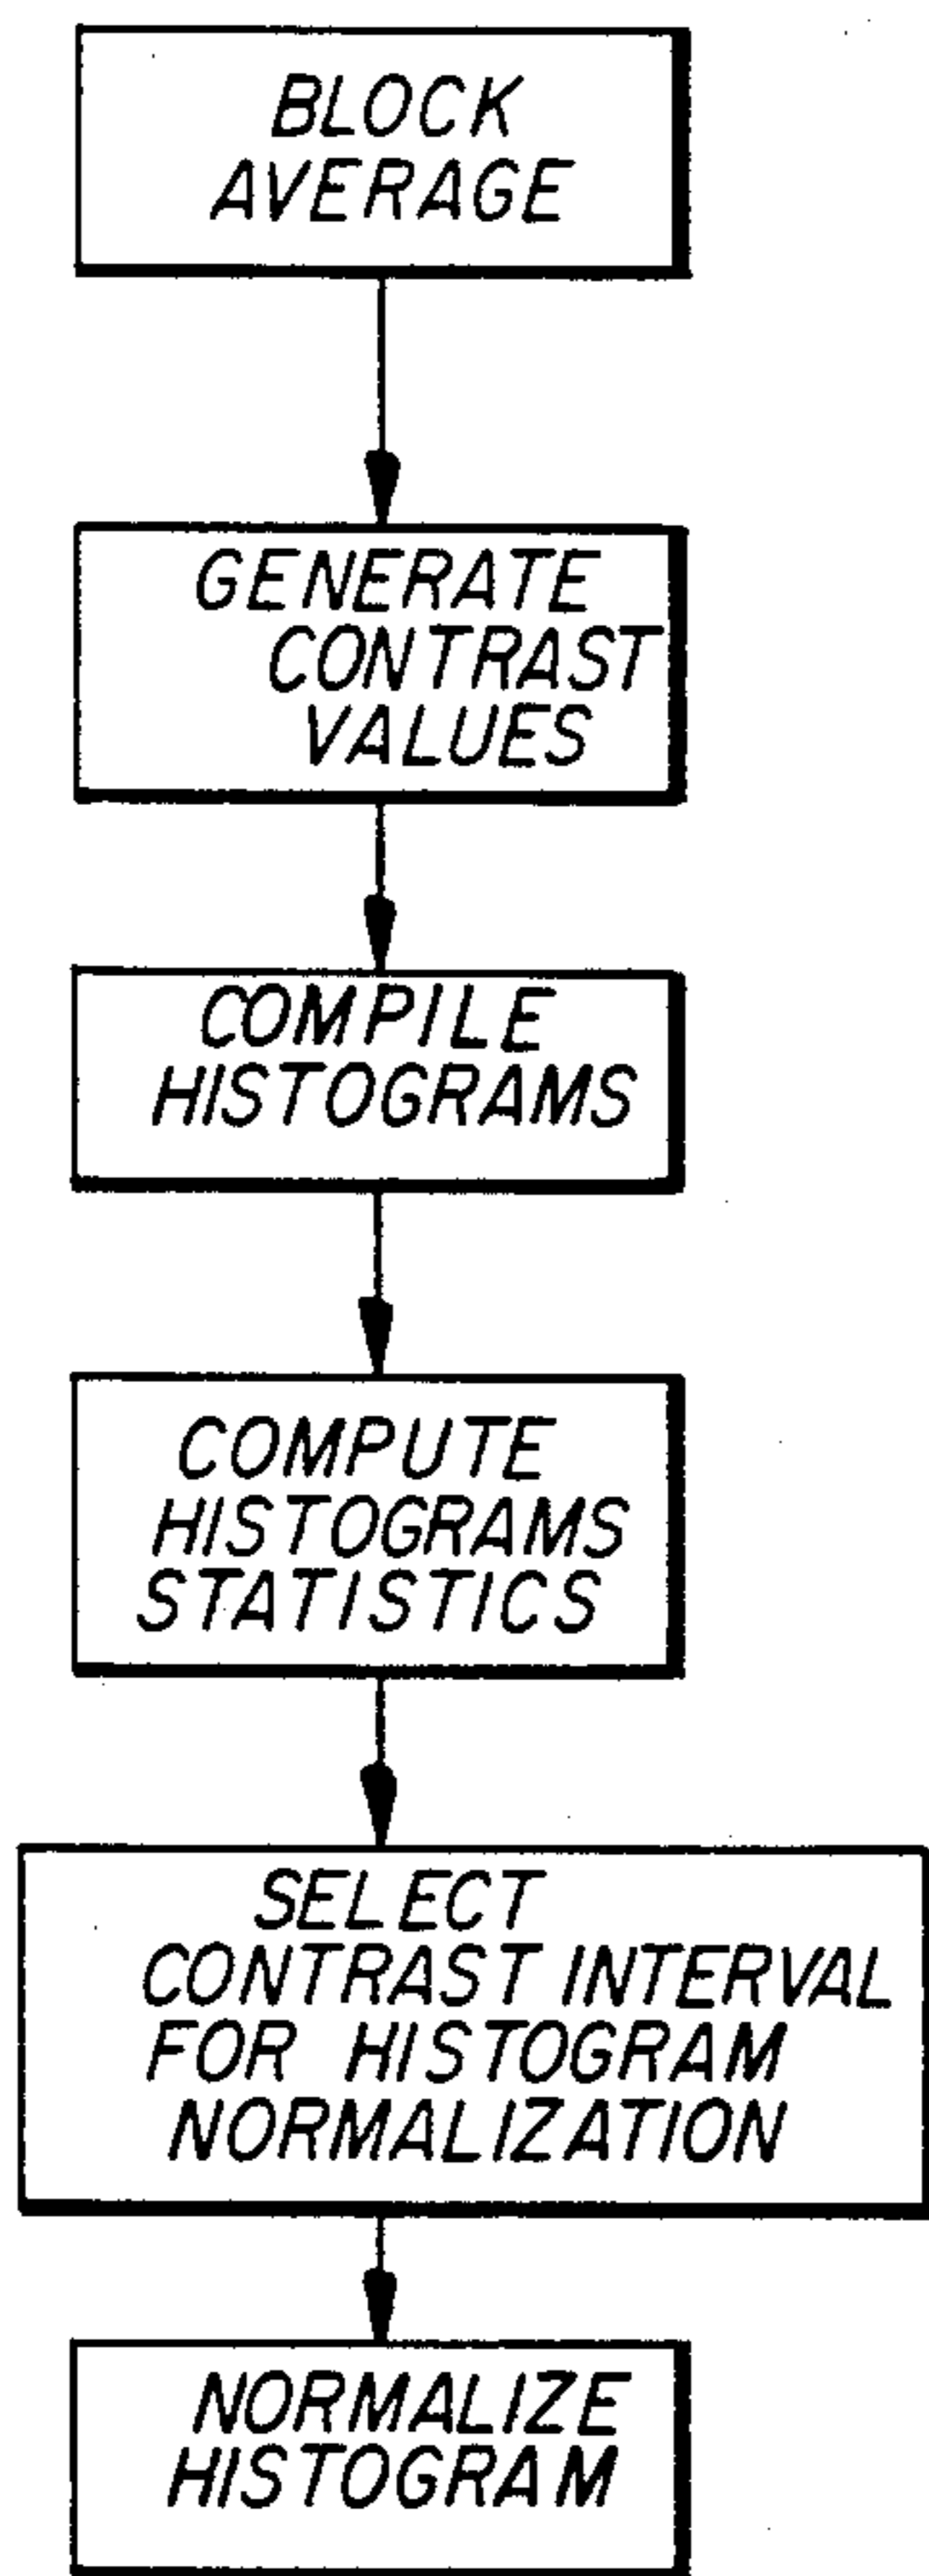 BLOCK
AVERAGE
GENERATE
CONTRAST
VALUES
COMPILE
HISTOGRAMS
COMPUTE
HISTOGRAMS
STATISTICS
SELECT
CONTRAST INTERVAL
FOR HISTOGRAM
NORMALIZATION
NORMALIZE
HISTOGRAM